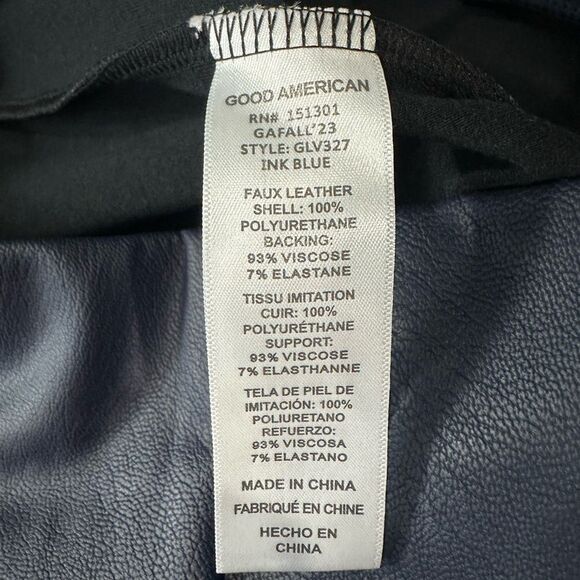 GOOD AMERICAN
RN# 151301
GAFALL'23
STYLE: GLV327
INK BLUE
FAUX LEATHER
SHELL: 100%
POLYURETHANE
BACKING:
93% VISCOSE
7% ELASTANE
TISSU IMITATION
CUIR: 100%
POLYURÉTHANE
SUPPORT:
93% VISCOSE
7% ELASTHANNE
TELA DE PIEL DE
IMITACIÓN: 100%
POLIURETANO
REFUERZO:
93% VISCOSA
7% ELASTANO
MADE IN CHINA
FABRIQUÉ EN CHINE
HECHO EN
CHINA